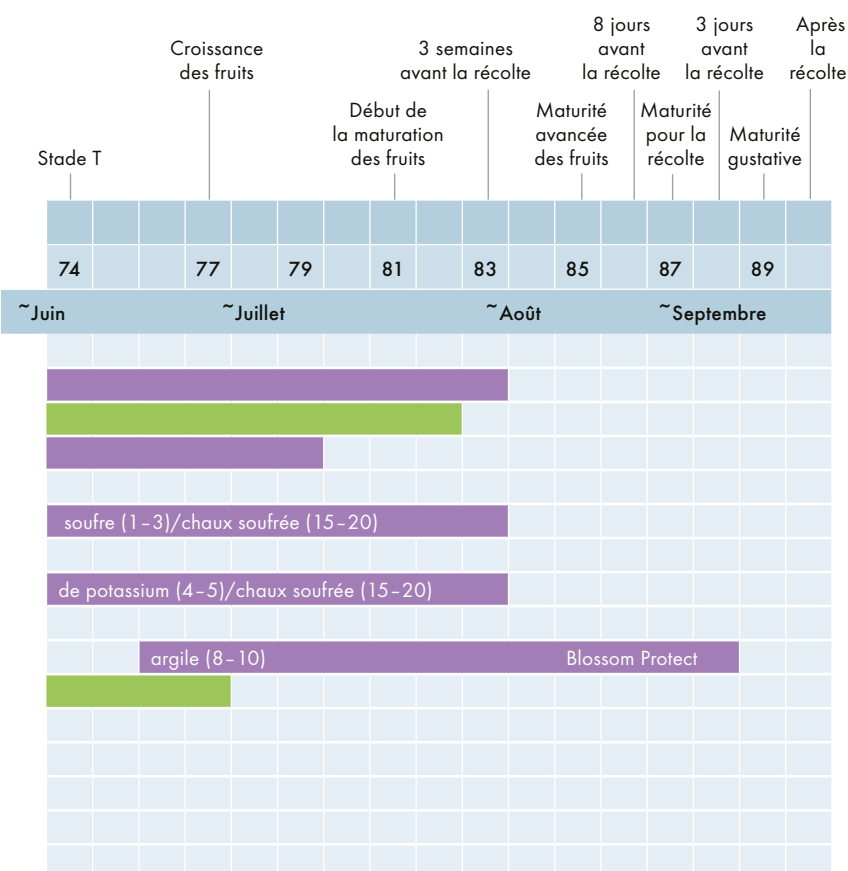 8 jours
avant
la récolte
3 jours
avant
la récolte
Après
la
récolte
Croissance
des fruits
3 semaines
avant la récolte
Début de
la maturation
des fruits
Maturité
avancée
des fruits
Maturité
pour la
récolte
Maturité
gustative
Stade T
74 77 79 81 83 85 87 89
~Juin ~Juillet ~Août ~Septembre
soufre (1–3)/chaux soufrée (15–20)
de potassium (4–5)/chaux soufrée (15–20)
argile (8–10) Blossom Protect